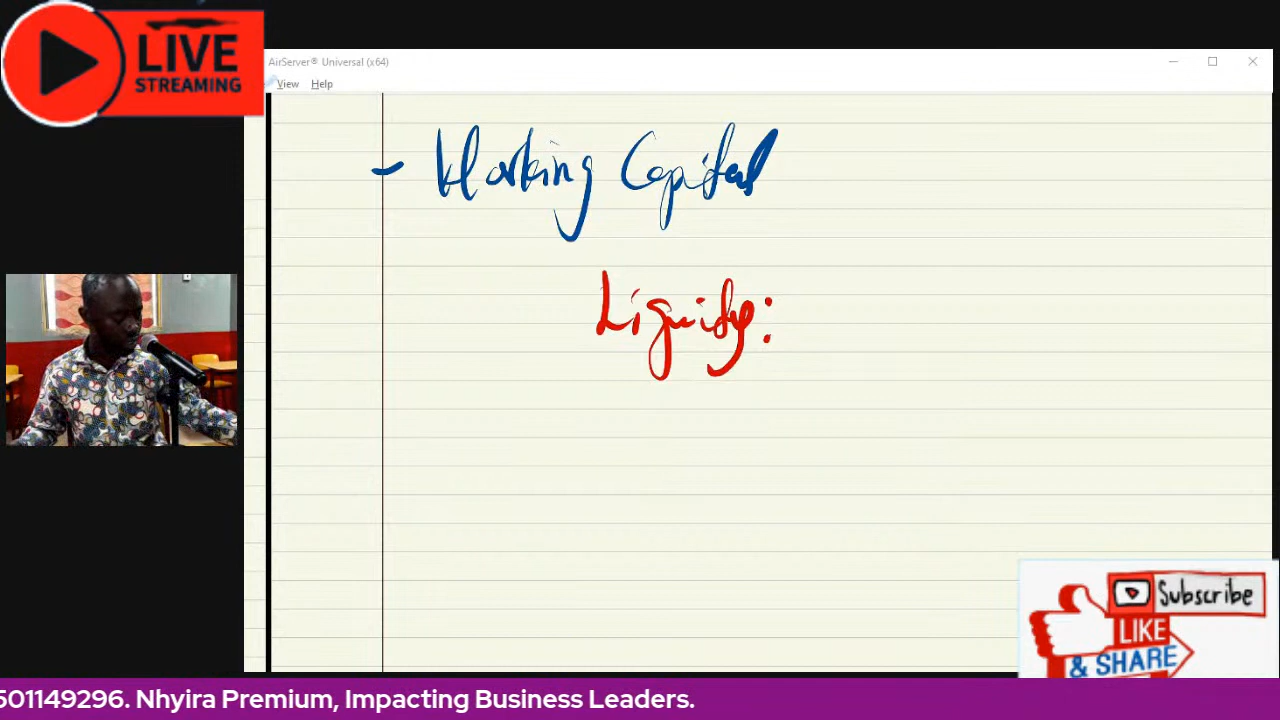 LIVE
STREAMING
AirServer® Universal (x64)
View Help
- Working Capital
Liquidity:
Subscribe
LIKE
& SHARE
501149296. Nhyira Premium, Impacting Business Leaders.